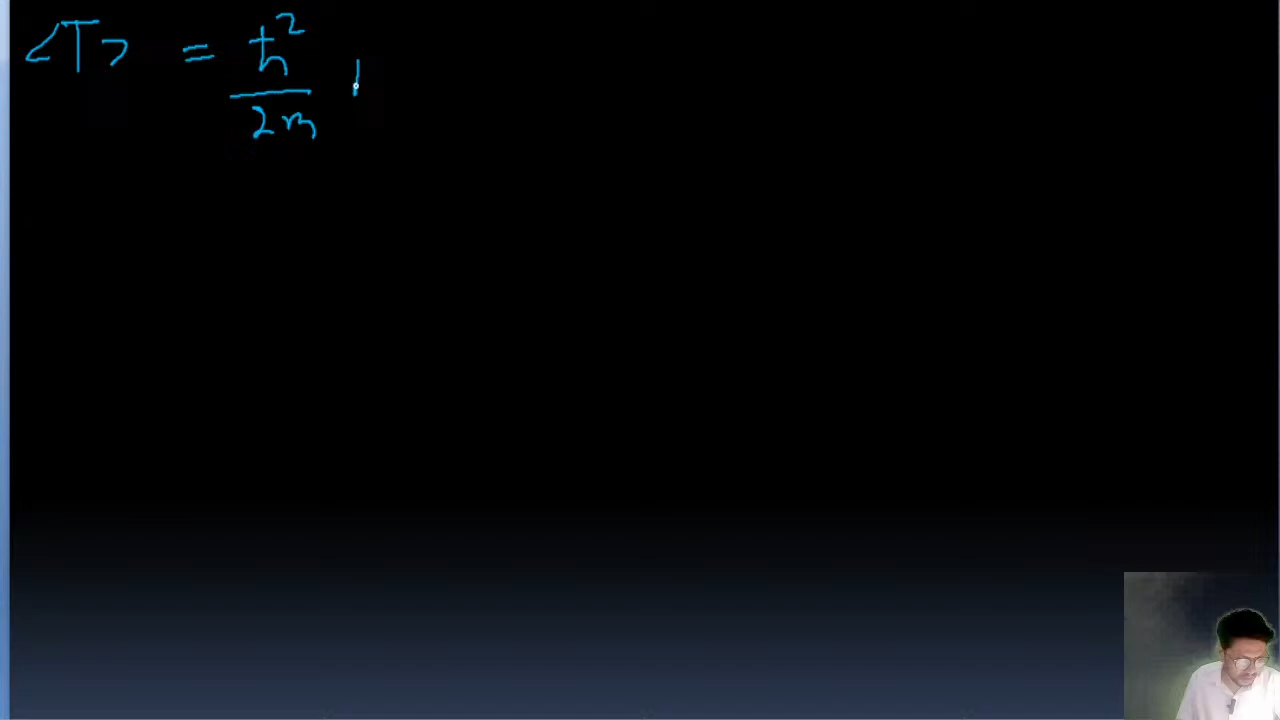 <T> = ħ²/2m |